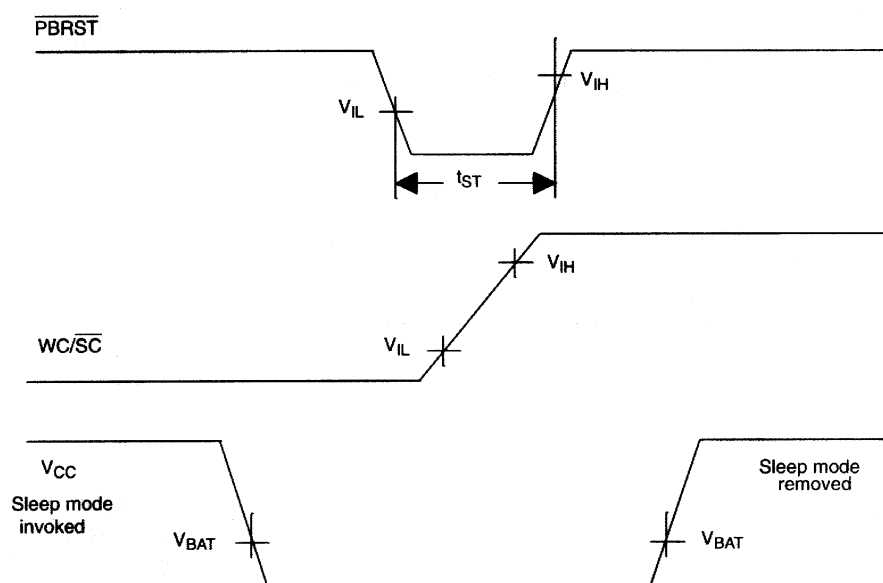 PBRST
VIH
VIL
tST
VIH
WC/SC
VIL
VCC
Sleep mode
invoked
Sleep mode
removed
VBAT
VBAT